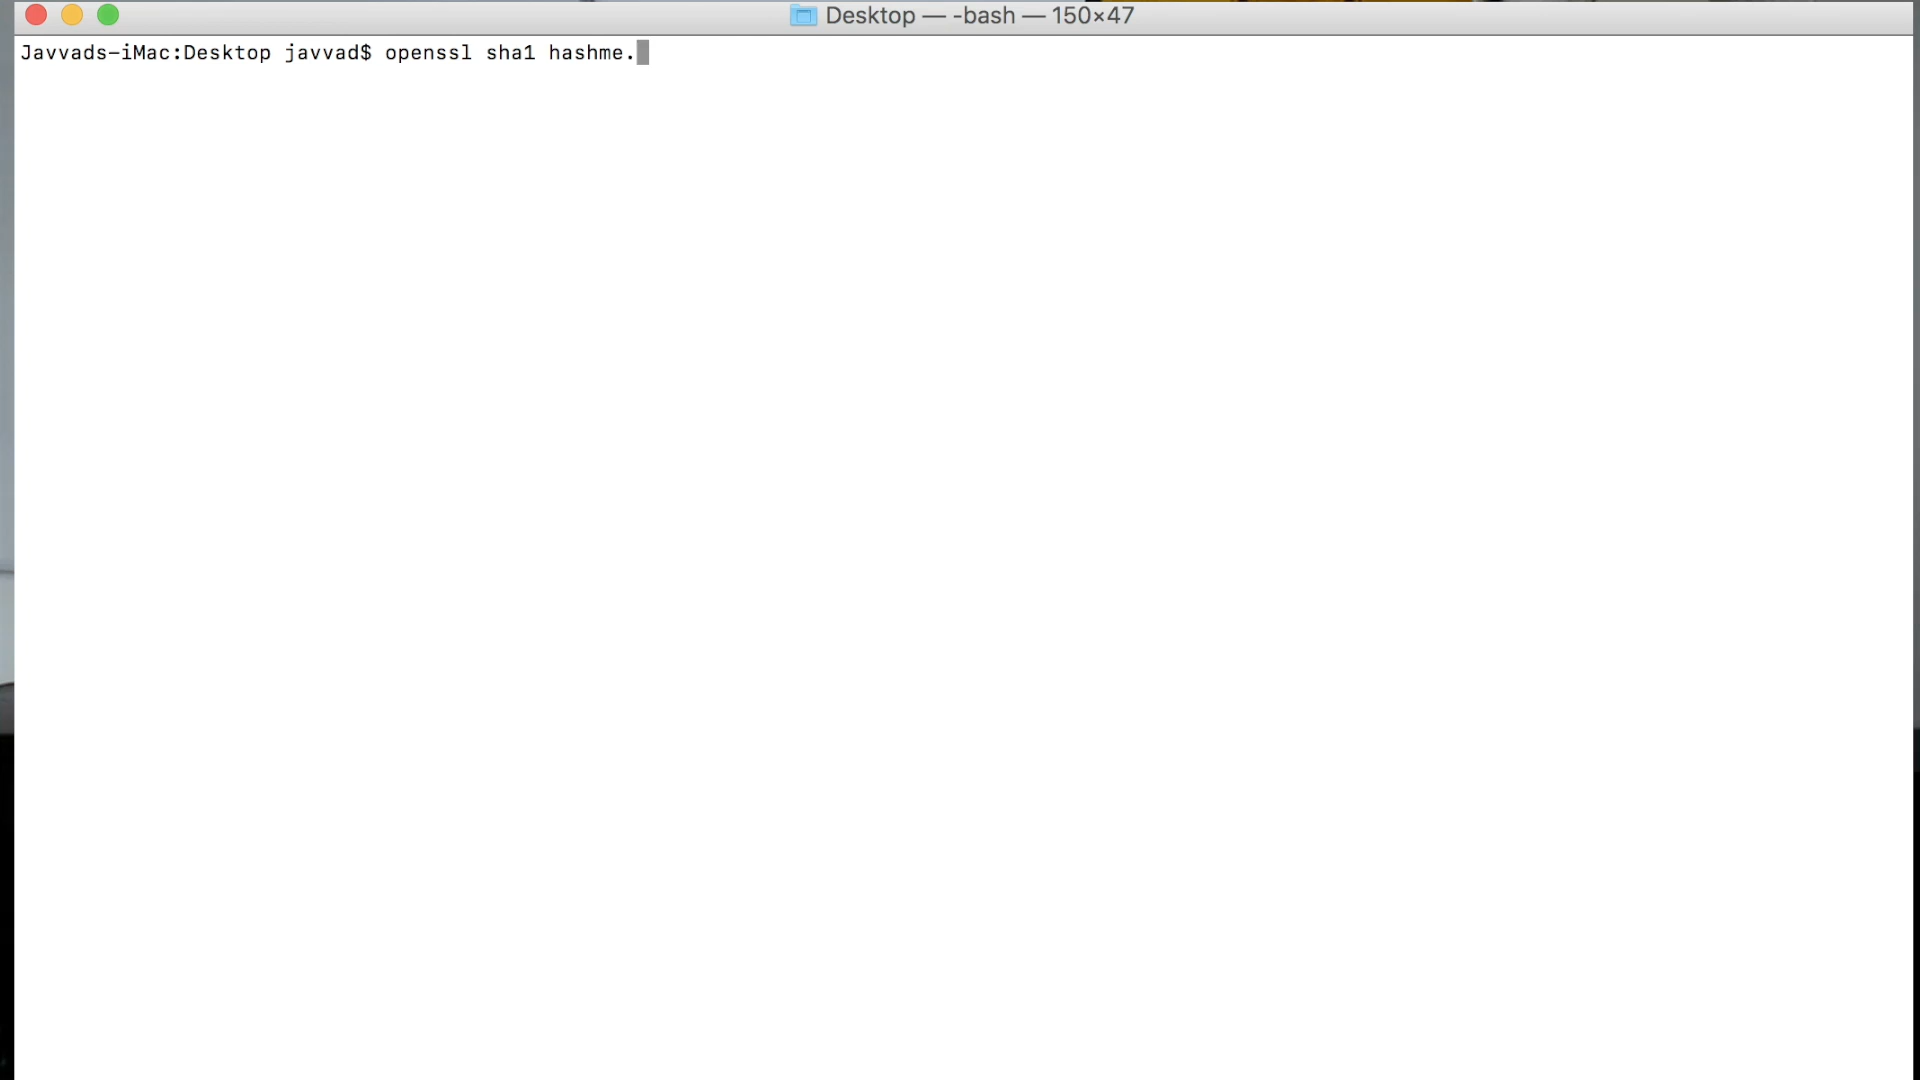 Desktop — -bash — 150×47
Javvads-iMac:Desktop javvad$ openssl sha1 hashme.